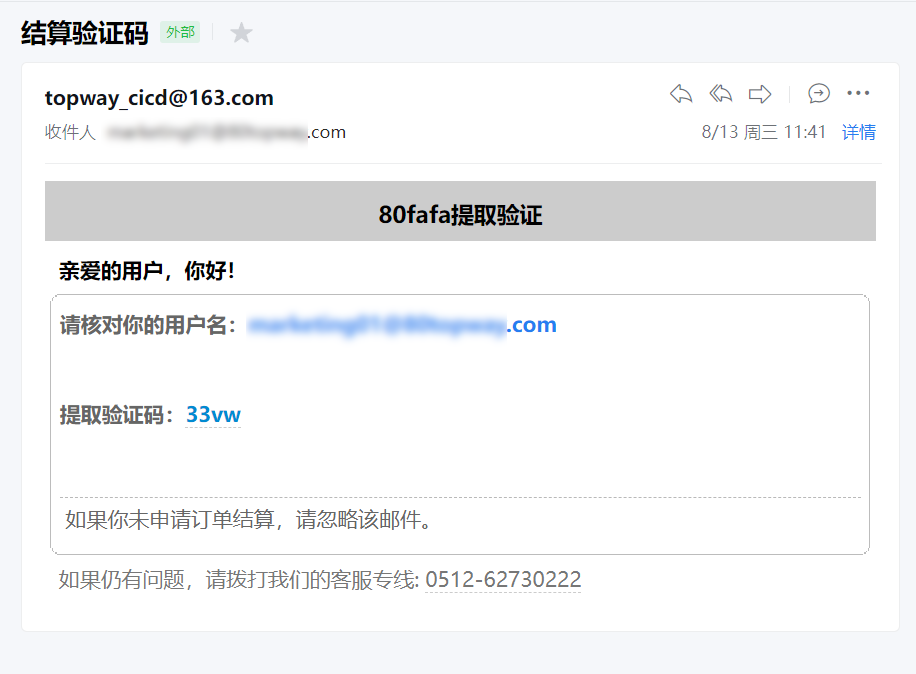 结算验证码 外部
topway_cicd@163.com
收件人 .com 8/13 周三 11:41 详情
80fafa提取验证
亲爱的用户，你好！
请核对你的用户名： .com
提取验证码：33vw
如果你未申请订单结算，请忽略该邮件。
如果仍有问题，请拨打我们的客服专线: 0512-62730222